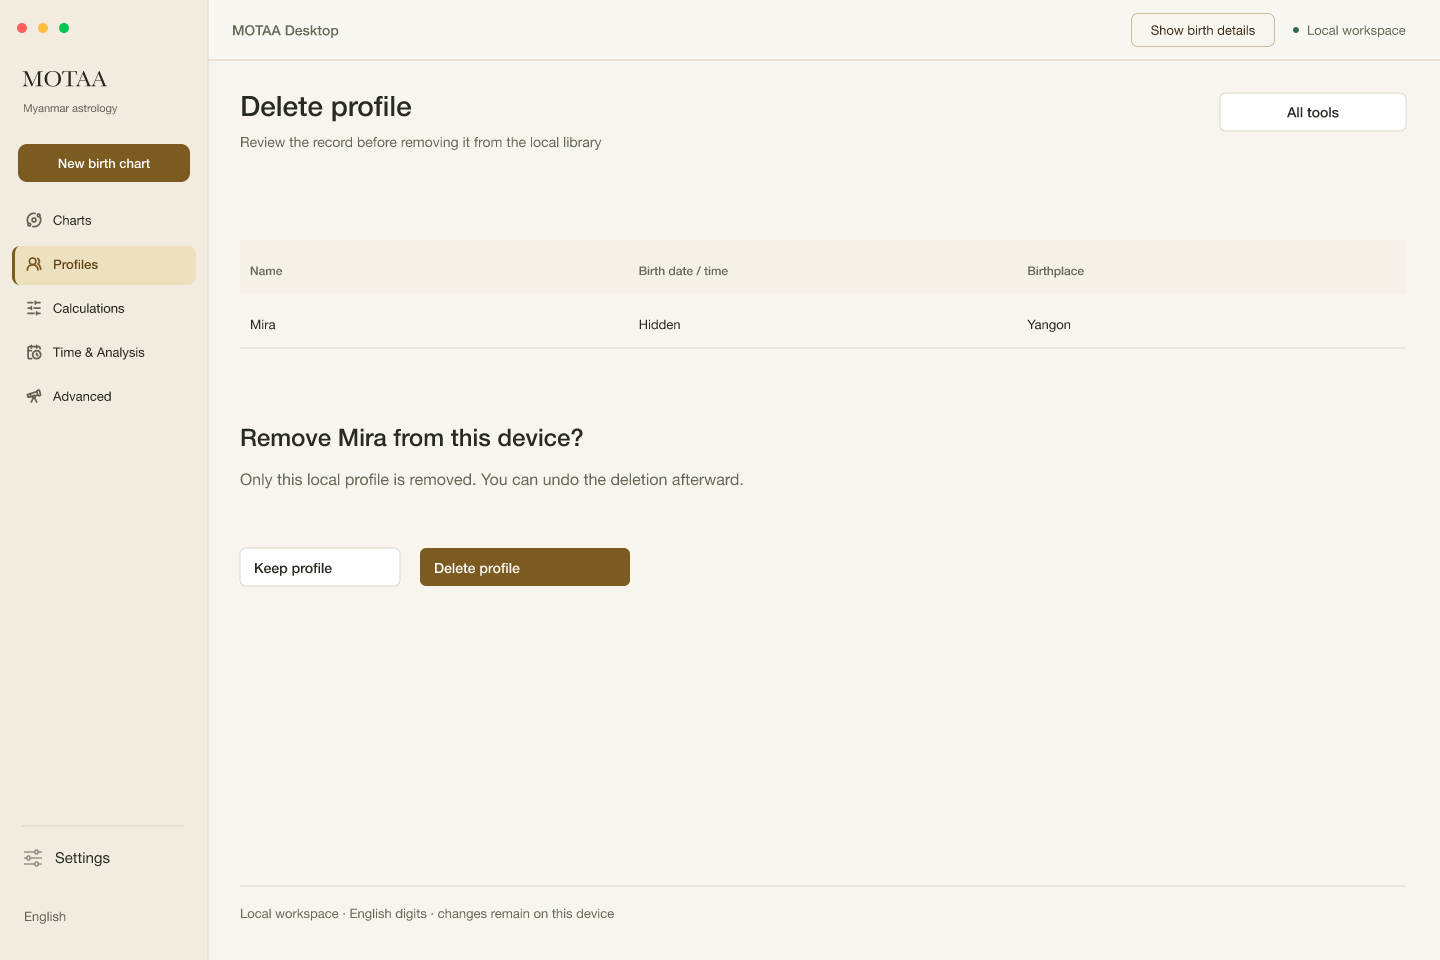 MOTAA
Myanmar astrology
New birth chart
Charts
Profiles
Calculations
Time & Analysis
Advanced
Settings
English
MOTAA Desktop
Show birth details
Local workspace
Delete profile
All tools
Review the record before removing it from the local library
Name Birth date / time Birthplace
Mira Hidden Yangon
Remove Mira from this device?
Only this local profile is removed. You can undo the deletion afterward.
Keep profile
Delete profile
Local workspace · English digits · changes remain on this device